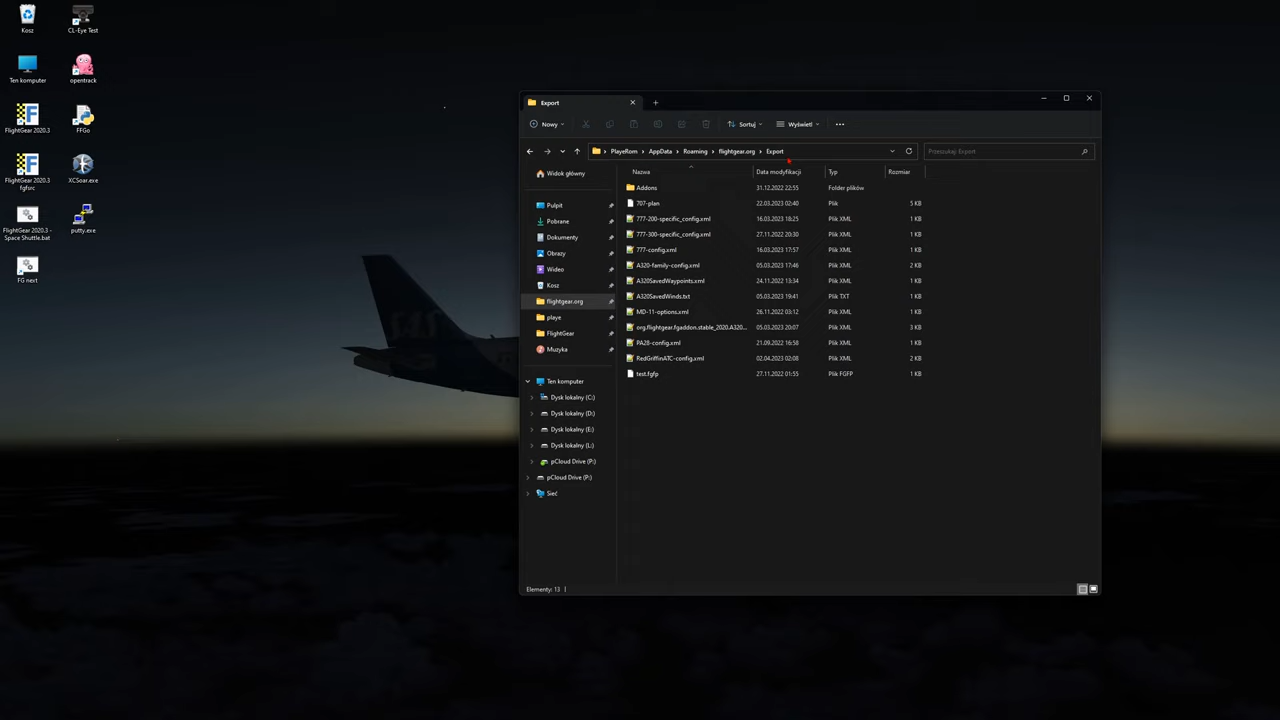 Kosz
CL-Eye Test
Ten komputer
opentrack
FlightGear 2020.3
FFGo
FlightGear 2020.3
fgfsrc
XCSoar.exe
FlightGear 2020.3 -
Space Shuttle.bat
putty.exe
FG next
Export
Nowy
Sortuj
Wyświetl
PlayeRom > AppData > Roaming > flightgear.org > Export
Przeszukaj Export
Nazwa Data modyfikacji Typ Rozmiar
Addons 31.12.2022 22:55 Folder plików
707-plan 22.03.2023 02:40 Plik 5 KB
777-200-specific_config.xml 16.03.2023 18:25 Plik XML 1 KB
777-300-specific_config.xml 27.11.2022 20:30 Plik XML 1 KB
777-config.xml 16.03.2023 17:57 Plik XML 1 KB
A320-family-config.xml 05.03.2023 17:46 Plik XML 2 KB
A320SavedWaypoints.xml 24.11.2022 13:34 Plik XML 1 KB
A320SavedWinds.txt 05.03.2023 19:41 Plik TXT 1 KB
MD-11-options.xml 26.11.2022 03:12 Plik XML 1 KB
org.flightgear.fgaddon.stable_2020.A320... 05.03.2023 20:07 Plik XML 3 KB
PA28-config.xml 21.09.2022 16:58 Plik XML 1 KB
RedGriffinATC-config.xml 02.04.2023 02:08 Plik XML 2 KB
test.fgfp 27.11.2022 01:55 Plik FGFP 1 KB
Widok główny
Pulpit
Pobrane
Dokumenty
Obrazy
Wideo
Kosz
flightgear.org
playe
FlightGear
Muzyka
Ten komputer
Dysk lokalny (C:)
Dysk lokalny (D:)
Dysk lokalny (E:)
Dysk lokalny (L:)
pCloud Drive (P:)
pCloud Drive (P:)
Sieć
Elementy: 13